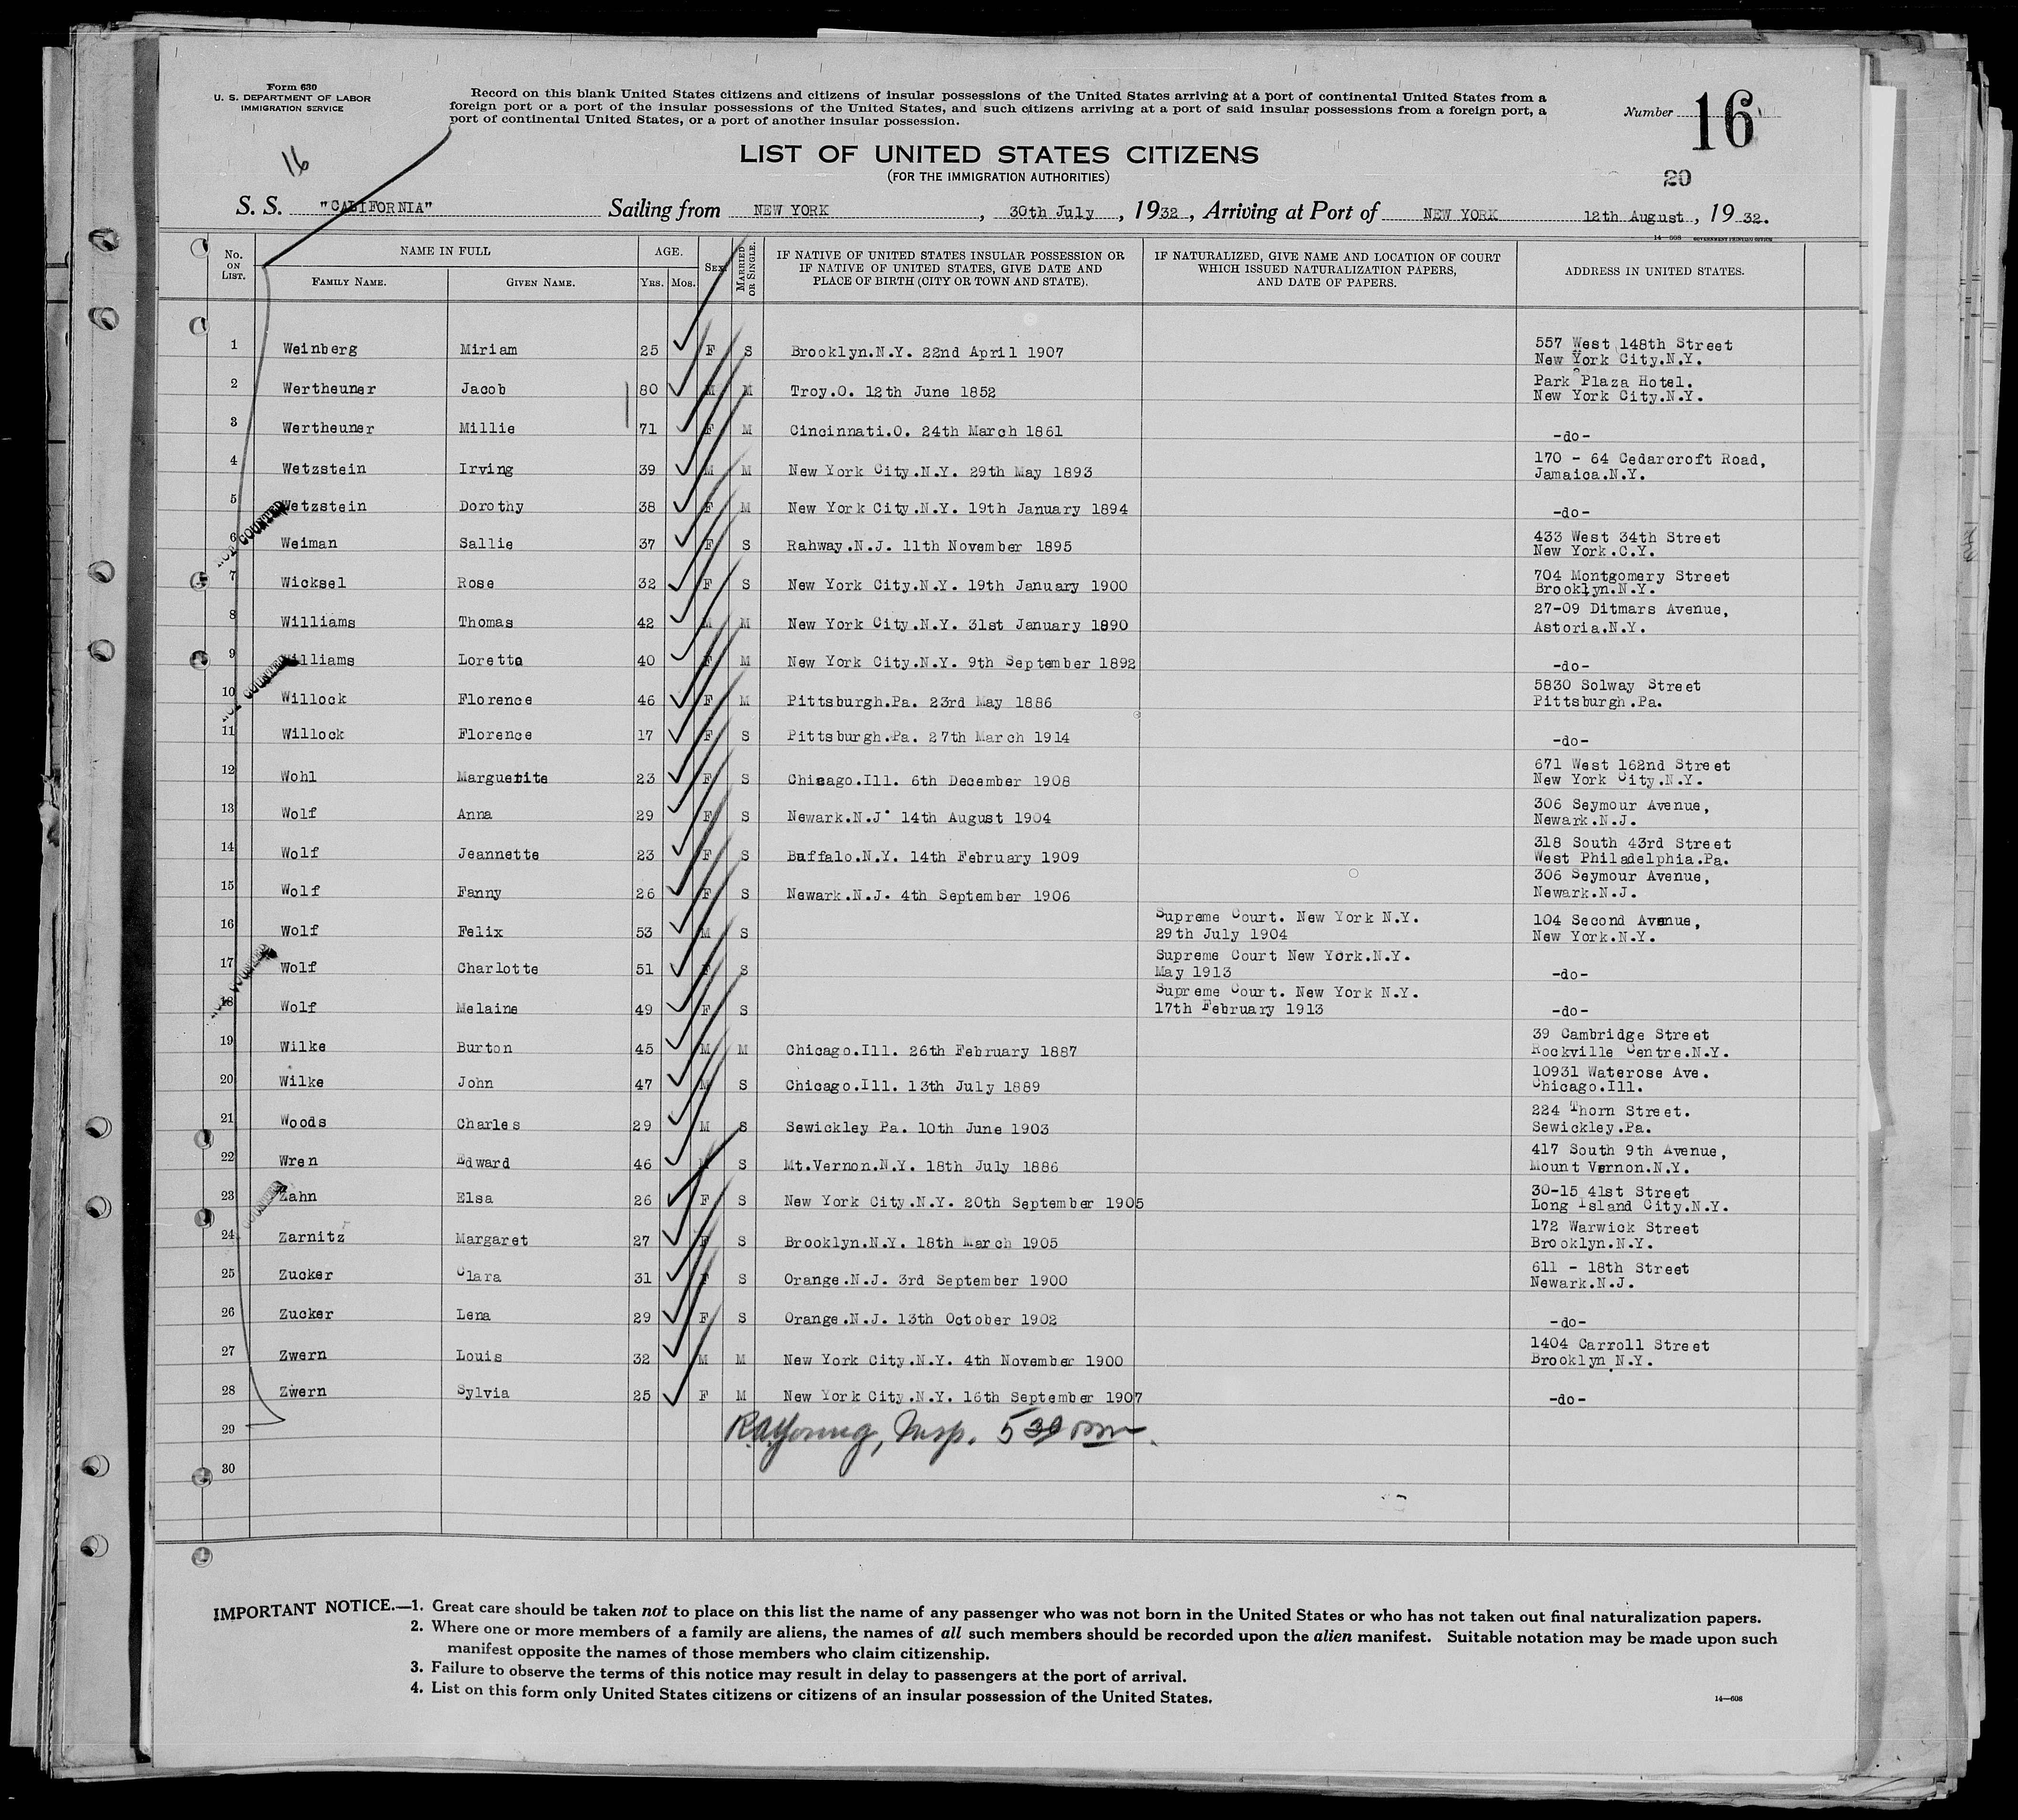 Form 630
U. S. DEPARTMENT OF LABOR
IMMIGRATION SERVICE
Record on this blank United States citizens and citizens of insular possessions of the United States arriving at a port of continental United States from a
foreign port or a port of the insular possessions of the United States, and such citizens arriving at a port of said insular possessions from a foreign port, a
port of continental United States, or a port of another insular possession.
Number 16
16
LIST OF UNITED STATES CITIZENS
(FOR THE IMMIGRATION AUTHORITIES)
20
S. S. "CALIFORNIA" Sailing from NEW YORK, 30th July, 1932, Arriving at Port of NEW YORK 12th August, 1932.
14-608 GOVERNMENT PRINTING OFFICE
No. ON LIST. NAME IN FULL FAMILY NAME. GIVEN NAME. AGE. YRS. MOS. SEX MARRIED OR SINGLE. IF NATIVE OF UNITED STATES INSULAR POSSESSION OR IF NATIVE OF UNITED STATES, GIVE DATE AND PLACE OF BIRTH (CITY OR TOWN AND STATE). IF NATURALIZED, GIVE NAME AND LOCATION OF COURT WHICH ISSUED NATURALIZATION PAPERS, AND DATE OF PAPERS. ADDRESS IN UNITED STATES.
1 Weinberg Miriam 25 F S Brooklyn.N.Y. 22nd April 1907 557 West 148th Street
New York City.N.Y.
2 Wertheuner Jacob 80 M M Troy.O. 12th June 1852 Park Plaza Hotel.
New York City.N.Y.
3 Wertheuner Millie 71 F M Cincinnati.O. 24th March 1861 -do-
4 Wetzstein Irving 39 M M New York City.N.Y. 29th May 1893 170 - 64 Cedarcroft Road,
Jamaica.N.Y.
5 Wetzstein Dorothy 38 F M New York City.N.Y. 19th January 1894 -do-
NON COUNTED
6 Weiman Sallie 37 F S Rahway.N.J. 11th November 1895 433 West 34th Street
New York.C.Y.
7 Wicksel Rose 32 F S New York City.N.Y. 19th January 1900 704 Montgomery Street
Brooklyn.N.Y.
8 Williams Thomas 42 M M New York City.N.Y. 31st January 1890 27-09 Ditmars Avenue,
Astoria.N.Y.
9 Williams Loretta 40 F M New York City.N.Y. 9th September 1892 -do-
COUNTED
10 Willock Florence 46 F M Pittsburgh.Pa. 23rd May 1886 5830 Solway Street
Pittsburgh.Pa.
11 Willock Florence 17 F S Pittsburgh.Pa. 27th March 1914 -do-
12 Wohl Marguerite 23 F S Chicago.Ill. 6th December 1908 671 West 162nd Street
New York City.N.Y.
13 Wolf Anna 29 F S Newark.N.J. 14th August 1904 306 Seymour Avenue,
Newark.N.J.
14 Wolf Jeannette 23 F S Buffalo.N.Y. 14th February 1909 318 South 43rd Street
West Philadelphia.Pa.
15 Wolf Fanny 26 F S Newark.N.J. 4th September 1906 306 Seymour Avenue,
Newark.N.J.
16 Wolf Felix 53 M S Supreme Court. New York N.Y. 104 Second Avenue,
29th July 1904 New York.N.Y.
17 Wolf Charlotte 51 F S Supreme Court New York.N.Y.
May 1913 -do-
COUNTED
18 Wolf Melaine 49 F S Supreme Court. New York N.Y.
17th February 1913 -do-
19 Wilke Burton 45 M M Chicago.Ill. 26th February 1887 39 Cambridge Street
Rockville Centre.N.Y.
20 Wilke John 47 M S Chicago.Ill. 13th July 1889 10931 Waterose Ave.
Chicago.Ill.
21 Woods Charles 29 M S Sewickley Pa. 10th June 1903 224 Thorn Street.
Sewickley.Pa.
22 Wren Edward 46 M S Mt.Vernon.N.Y. 18th July 1886 417 South 9th Avenue,
Mount Vernon.N.Y.
23 Zahn Elsa 26 F S New York City.N.Y. 20th September 1905 30-15 41st Street
Long Island City.N.Y.
COUNTED
24 Zarnitz Margaret 27 F S Brooklyn.N.Y. 18th March 1905 172 Warwick Street
Brooklyn.N.Y.
25 Zucker Clara 31 F S Orange.N.J. 3rd September 1900 611 - 18th Street
Newark.N.J.
26 Zucker Lena 29 F S Orange.N.J. 13th October 1902 -do-
27 Zwern Louis 32 M M New York City.N.Y. 4th November 1900 1404 Carroll Street
Brooklyn.N.Y.
28 Zwern Sylvia 25 F M New York City.N.Y. 16th September 1907 -do-
29 R.A. Young, Insp. 5 30 pm.
30
IMPORTANT NOTICE.—1. Great care should be taken not to place on this list the name of any passenger who was not born in the United States or who has not taken out final naturalization papers.
2. Where one or more members of a family are aliens, the names of all such members should be recorded upon the alien manifest. Suitable notation may be made upon such
manifest opposite the names of those members who claim citizenship.
3. Failure to observe the terms of this notice may result in delay to passengers at the port of arrival.
4. List on this form only United States citizens or citizens of an insular possession of the United States.
14—608